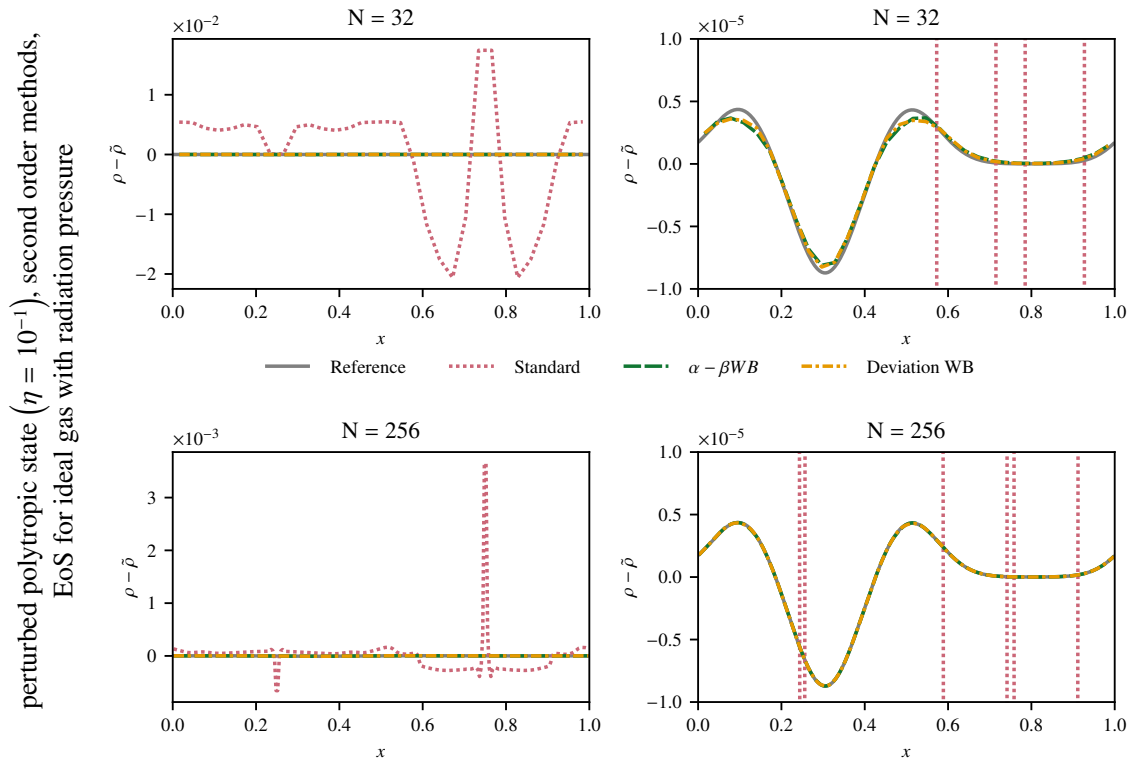 perturbed polytropic state (η = 10⁻¹), second order methods,
EoS for ideal gas with radiation pressure
N = 32
×10⁻²
1
0
−1
−2
ρ − ρ̃
0.0 0.2 0.4 0.6 0.8 1.0
x
N = 32
×10⁻⁵
1.0
0.5
0.0
−0.5
−1.0
ρ − ρ̃
0.0 0.2 0.4 0.6 0.8 1.0
x
Reference Standard α − βWB Deviation WB
N = 256
×10⁻³
3
2
1
0
ρ − ρ̃
0.0 0.2 0.4 0.6 0.8 1.0
x
N = 256
×10⁻⁵
1.0
0.5
0.0
−0.5
−1.0
ρ − ρ̃
0.0 0.2 0.4 0.6 0.8 1.0
x